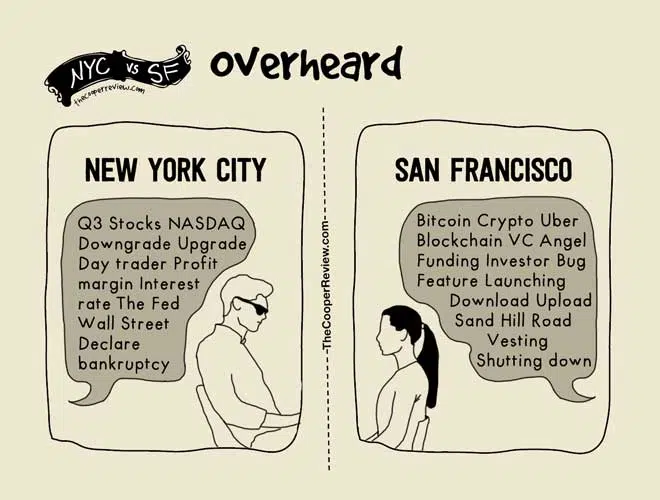 NYC vs SF
thecooperreview.com
overheard
NEW YORK CITY
Q3 Stocks NASDAQ
Downgrade Upgrade
Day trader Profit
margin Interest
rate The Fed
Wall Street
Declare
bankruptcy
TheCooperReview.com
SAN FRANCISCO
Bitcoin Crypto Uber
Blockchain VC Angel
Funding Investor Bug
Feature Launching
Download Upload
Sand Hill Road
Vesting
Shutting down